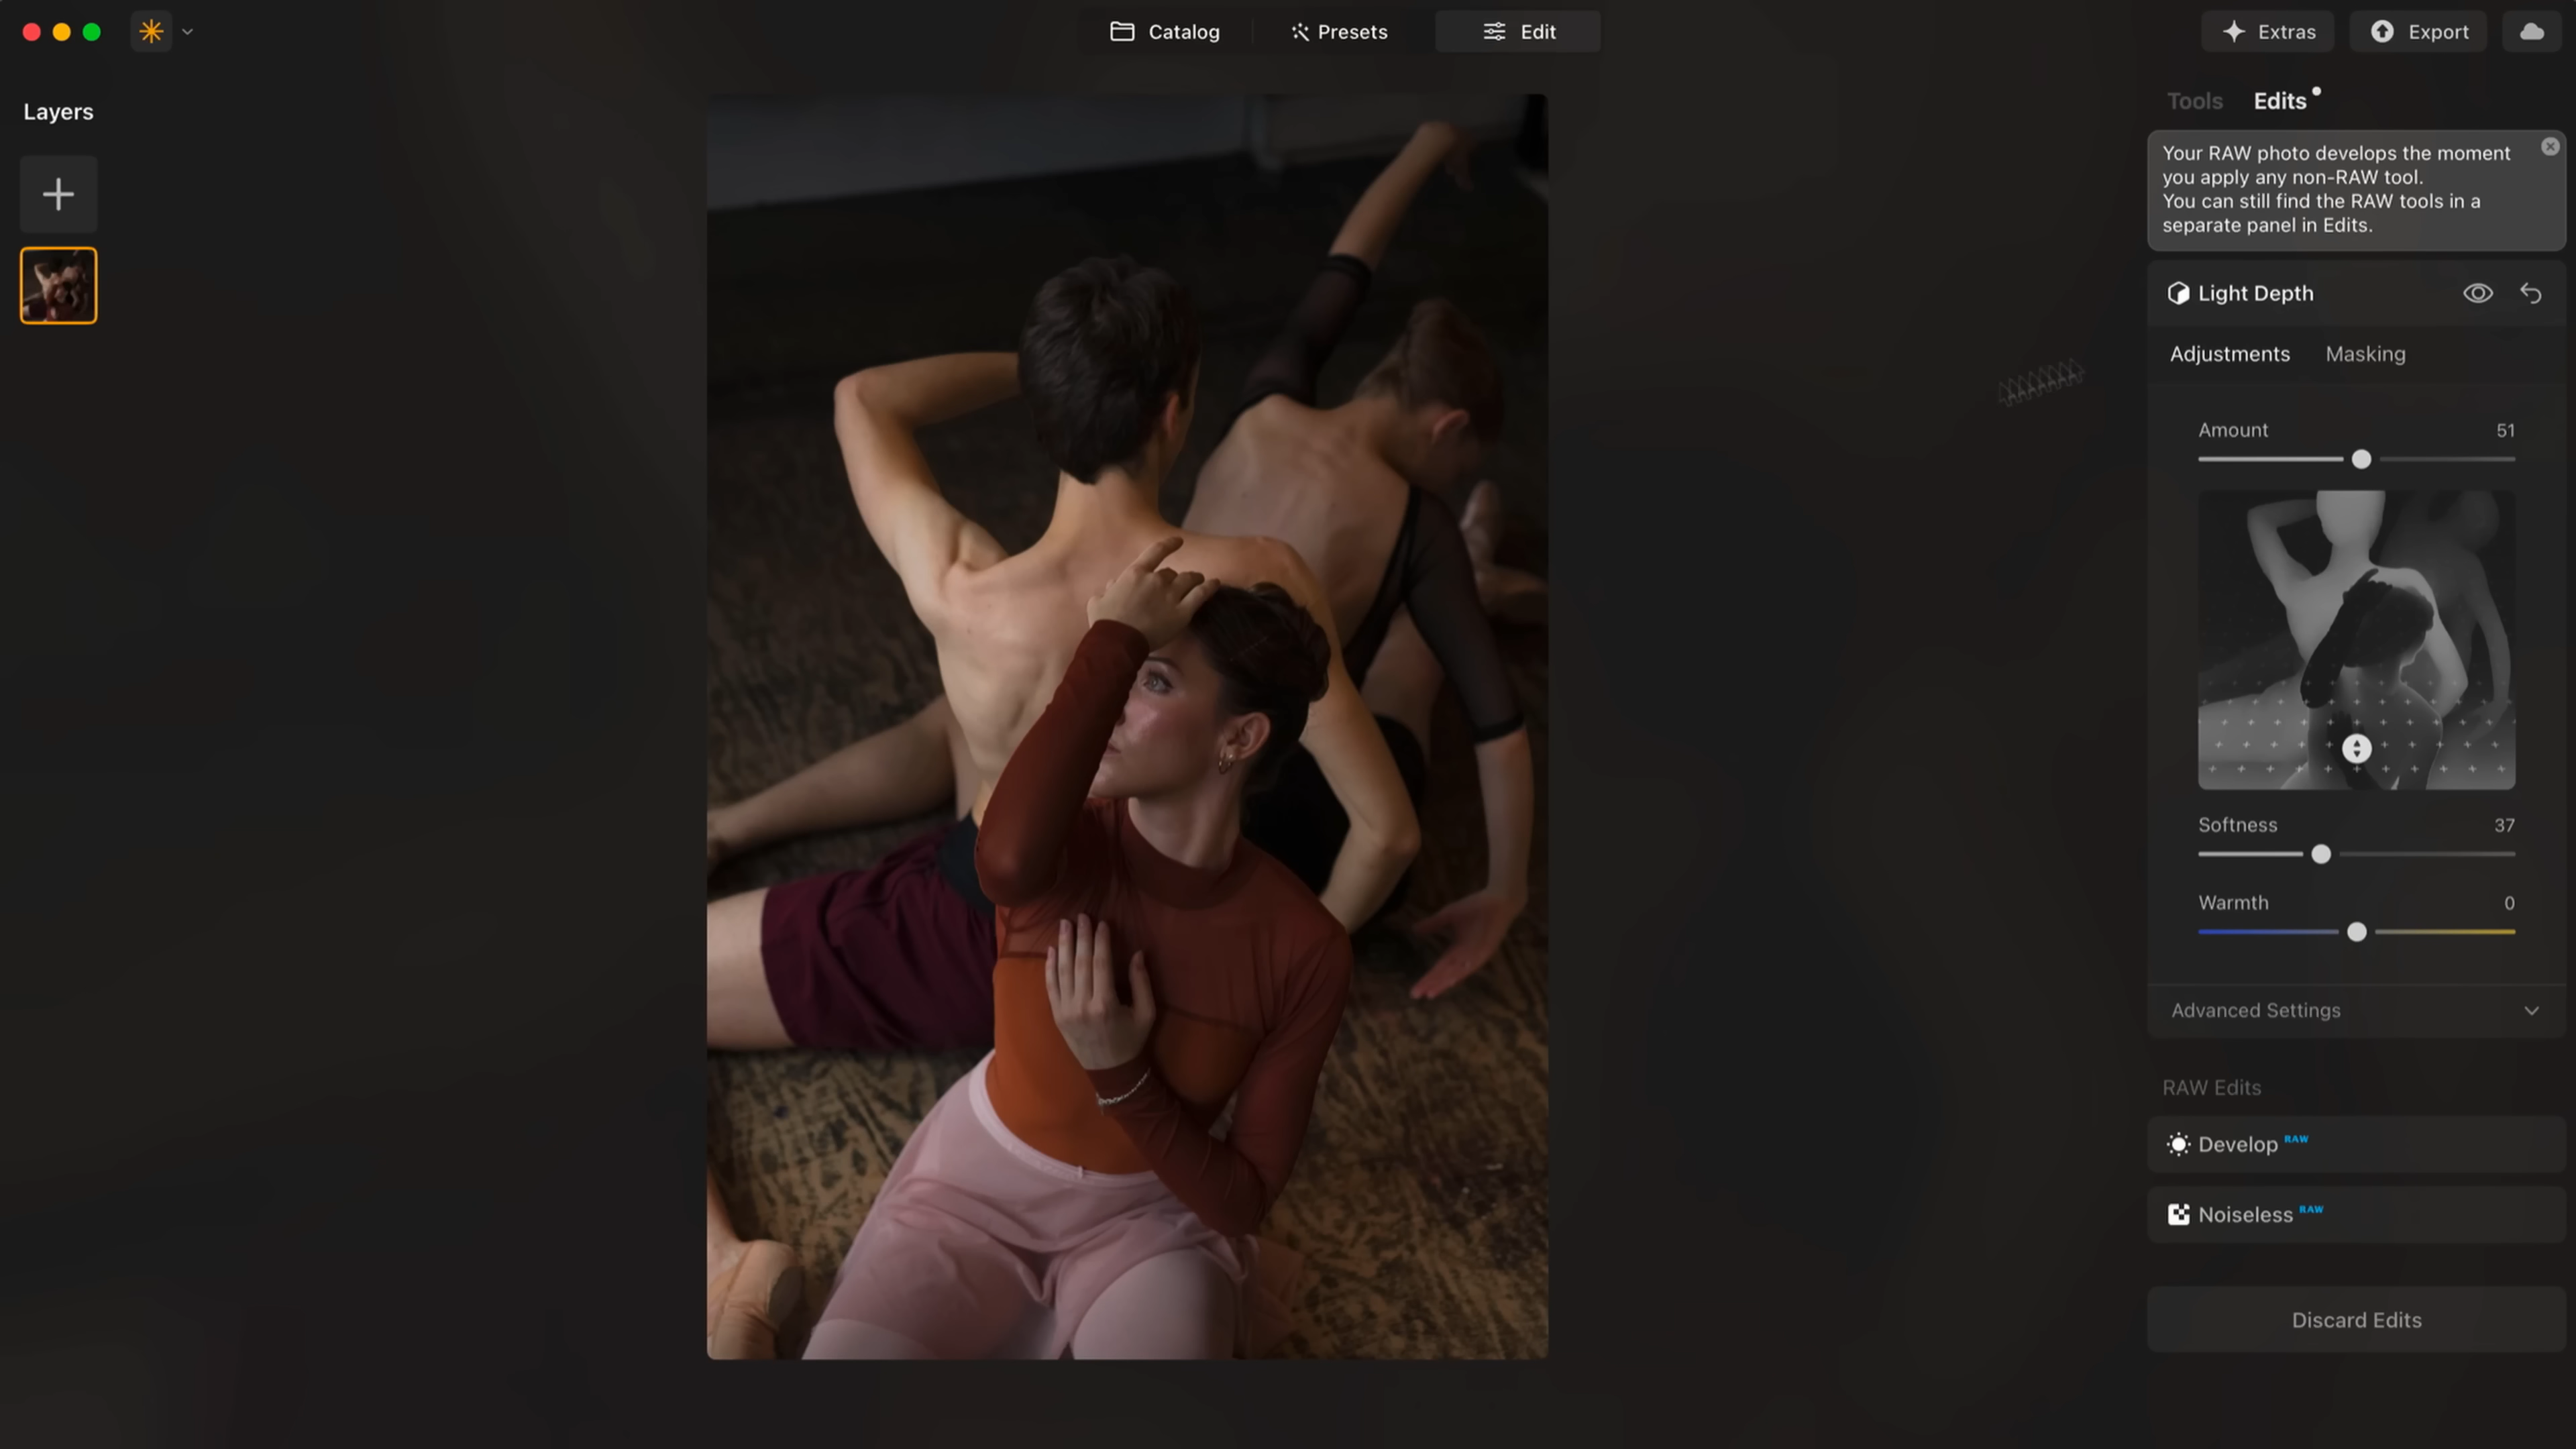 Catalog
Presets
Edit
Extras
Export
Layers
Tools
Edits
Your RAW photo develops the moment
you apply any non-RAW tool.
You can still find the RAW tools in a
separate panel in Edits.
Light Depth
Adjustments
Masking
Amount 51
Softness 37
Warmth 0
Advanced Settings
RAW Edits
Develop RAW
Noiseless RAW
Discard Edits